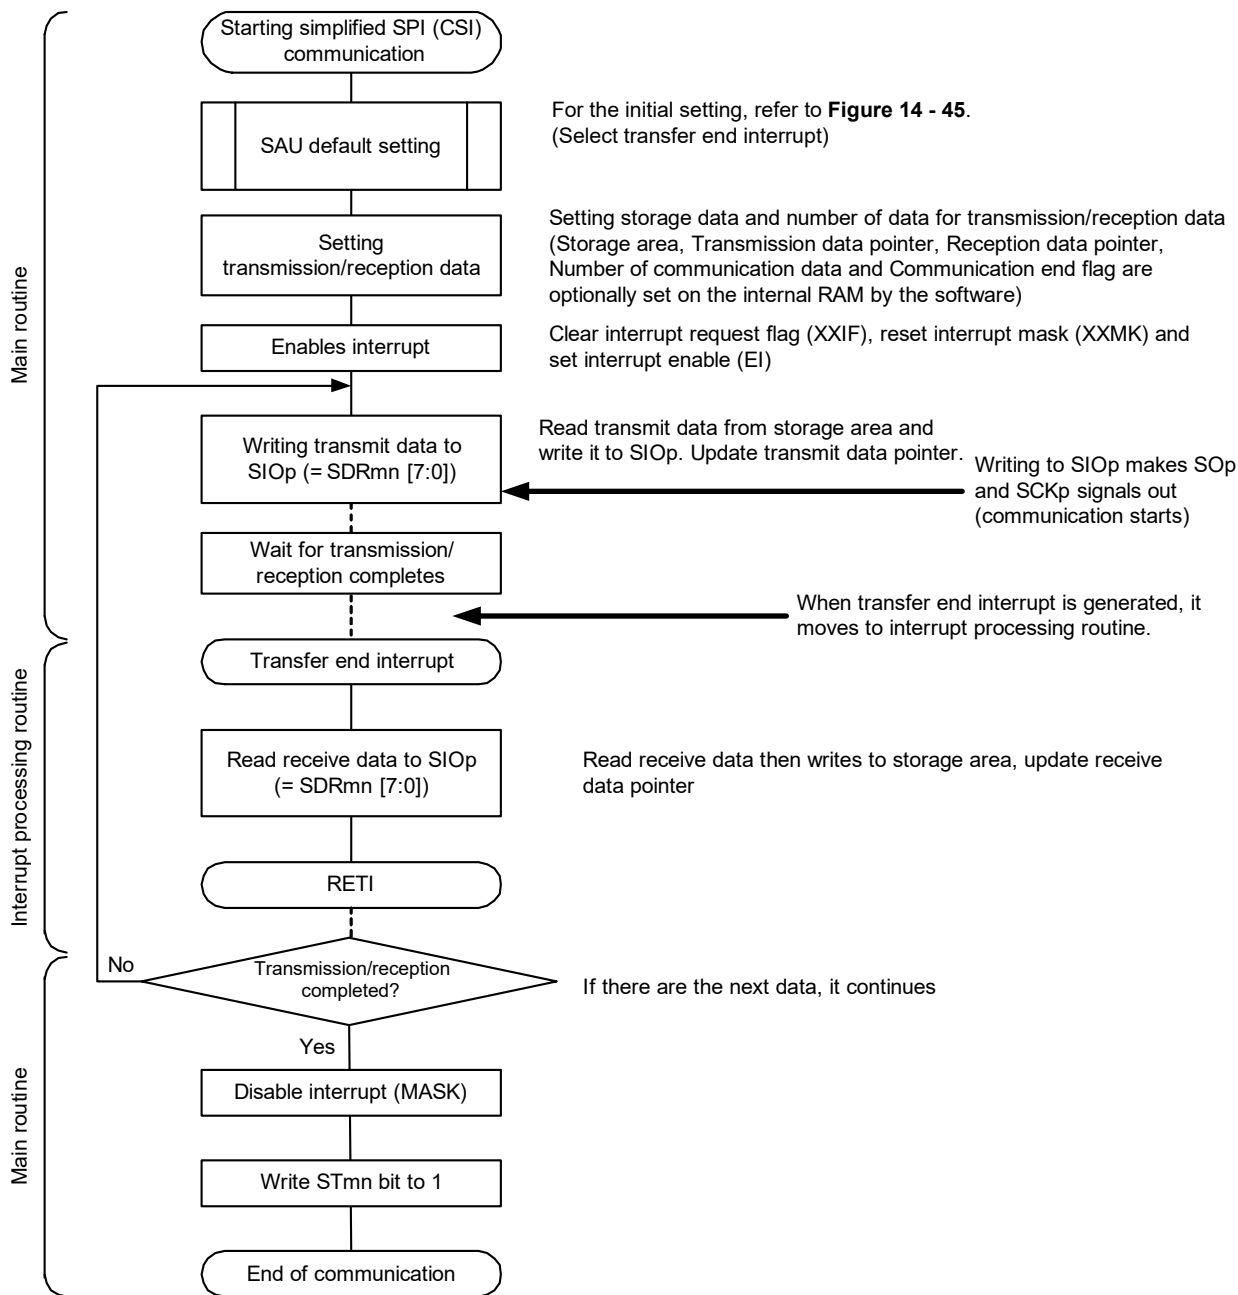 Starting simplified SPI (CSI)
communication
SAU default setting
For the initial setting, refer to Figure 14 - 45.
(Select transfer end interrupt)
Setting
transmission/reception data
Setting storage data and number of data for transmission/reception data
(Storage area, Transmission data pointer, Reception data pointer,
Number of communication data and Communication end flag are
optionally set on the internal RAM by the software)
Main routine
Enables interrupt
Clear interrupt request flag (XXIF), reset interrupt mask (XXMK) and
set interrupt enable (EI)
Writing transmit data to
SIOp (= SDRmn [7:0])
Read transmit data from storage area and
write it to SIOp. Update transmit data pointer.
Writing to SIOp makes SOp
and SCKp signals out
(communication starts)
Wait for transmission/
reception completes
When transfer end interrupt is generated, it
moves to interrupt processing routine.
Transfer end interrupt
Interrupt processing routine
Read receive data to SIOp
(= SDRmn [7:0])
Read receive data then writes to storage area, update receive
data pointer
RETI
No
Transmission/reception
completed?
If there are the next data, it continues
Yes
Main routine
Disable interrupt (MASK)
Write STmn bit to 1
End of communication